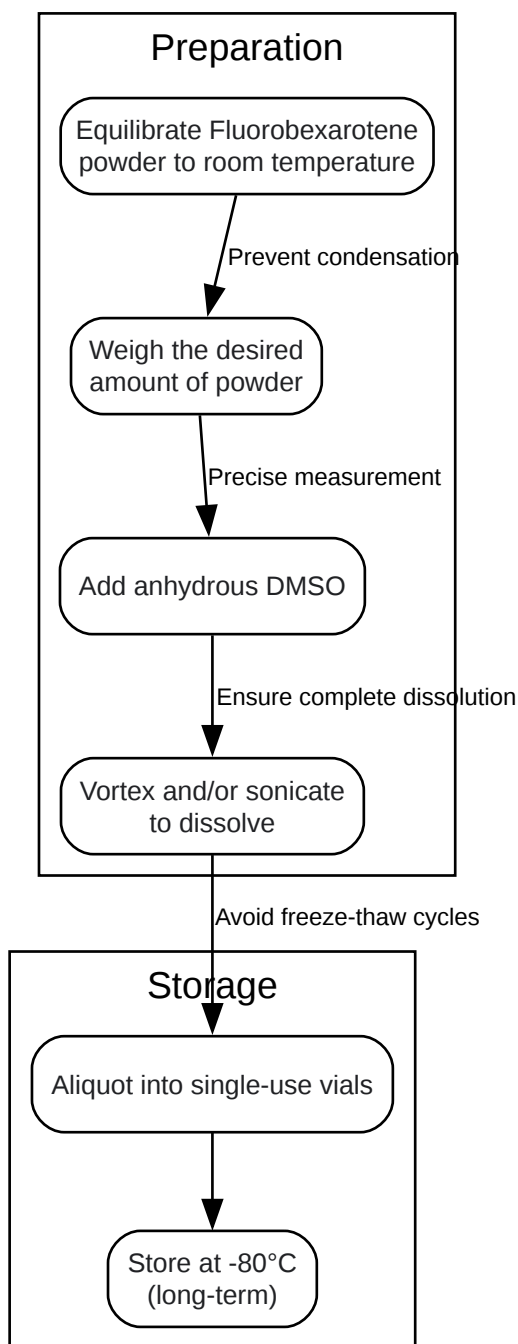 Preparation
Equilibrate Fluorobexarotene
powder to room temperature
Prevent condensation
Weigh the desired
amount of powder
Precise measurement
Add anhydrous DMSO
Ensure complete dissolution
Vortex and/or sonicate
to dissolve
Avoid freeze-thaw cycles
Storage
Aliquot into single-use vials
Store at -80°C
(long-term)